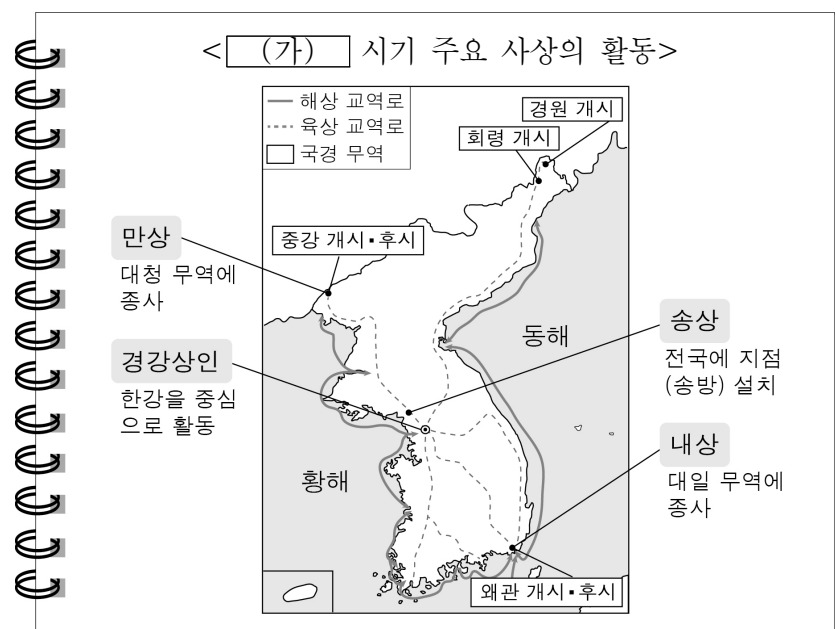 < (가) 시기 주요 사상의 활동>
해상 교역로
육상 교역로
국경 무역
경원 개시
회령 개시
만상
대청 무역에
종사
중강 개시▪후시
경강상인
한강을 중심
으로 활동
동해
송상
전국에 지점
(송방) 설치
황해
내상
대일 무역에
종사
왜관 개시▪후시